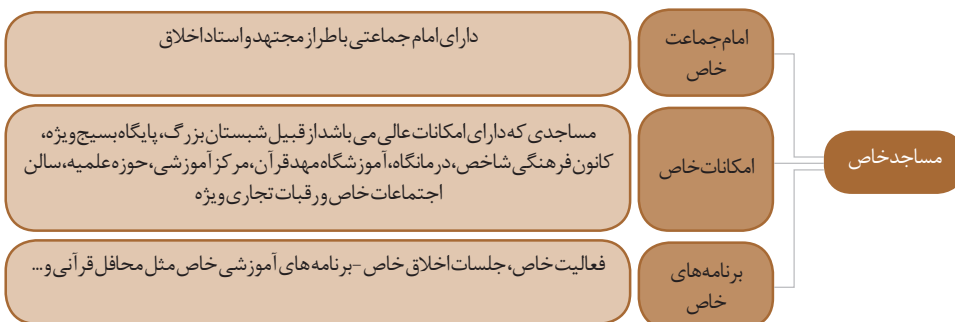 مساجد خاص
امام جماعت
خاص
دارای امام جماعتی با طراز مجتهد و استاد اخلاق
امکانات خاص
مساجدی که دارای امکانات عالی می باشد از قبیل شبستان بزرگ، پایگاه بسیج ویژه،
کانون فرهنگی شاخص، درمانگاه، آموزشگاه مهد قرآن، مرکز آموزشی، حوزه علمیه، سالن
اجتماعات خاص و رقبات تجاری ویژه
برنامه‌های
خاص
فعالیت خاص، جلسات اخلاق خاص - برنامه های آموزشی خاص مثل محافل قرآنی و...